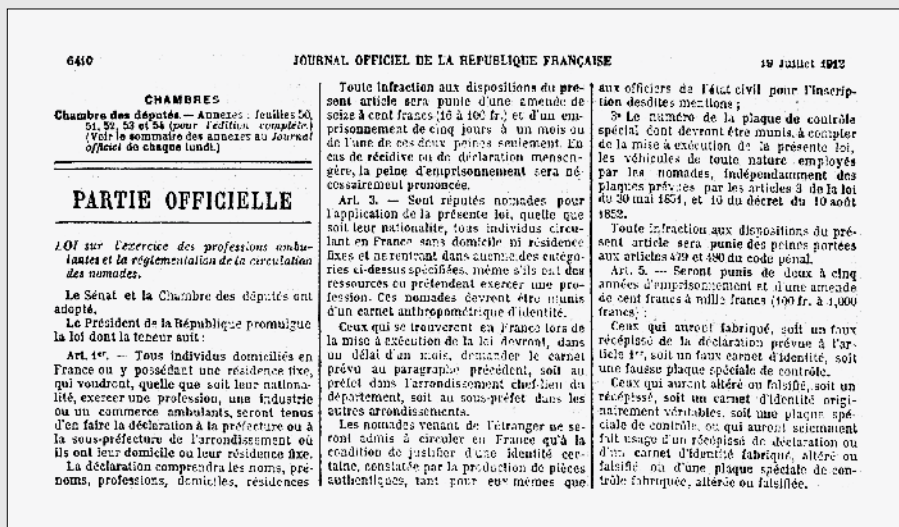 6410
JOURNAL OFFICIEL DE LA RÉPUBLIQUE FRANÇAISE
19 Juillet 1912
CHAMBRES
Chambre des députés. — Annexes : feuilles 50,
51, 52, 53 et 54 (pour l'édition complète.)
(Voir le sommaire des annexes au Journal
officiel de chaque lundi.)
PARTIE OFFICIELLE
LOI sur l'exercice des professions ambu-
lantes et la réglementation de la circulation
des nomades.
Le Sénat et la Chambre des députés ont
adopté,
Le Président de la République promulgue
la loi dont la teneur suit :
Art. 1er. — Tous individus domiciliés en
France ou y possédant une résidence fixe,
qui voudront, quelle que soit leur nationa-
lité, exercer une profession, une industrie
ou un commerce ambulants, seront tenus
d'en faire la déclaration à la préfecture ou à
la sous-préfecture de l'arrondissement où
ils ont leur domicile ou leur résidence fixe.
La déclaration comprendra les noms, pré-
noms, professions, domiciles, résidences
Toute infraction aux dispositions du pré-
sent article sera punie d'une amende de
seize à cent francs (16 à 100 fr.) et d'un em-
prisonnement de cinq jours à un mois ou
de l'une de ces deux peines seulement. En
cas de récidive ou de déclaration menson-
gère, la peine d'emprisonnement sera né-
cessairement prononcée.
Art. 3. — Sont réputés nomades pour
l'application de la présente loi, quelle que
soit leur nationalité, tous individus circu-
lant en France sans domicile ni résidence
fixes et ne rentrant dans aucune des catégo-
ries ci-dessus spécifiées, même s'ils ont des
ressources ou prétendent exercer une pro-
fession. Ces nomades devront être munis
d'un carnet anthropométrique d'identité.
Ceux qui se trouveront en France lors de
la mise à exécution de la loi devront, dans
un délai d'un mois, demander le carnet
prévu au paragraphe précédent, soit au
préfet dans l'arrondissement chef-lieu du
département, soit au sous-préfet dans les
autres arrondissements.
Les nomades venant de l'étranger ne se-
ront admis à circuler en France qu'à la
condition de justifier d'une identité cer-
taine, constatée par la production de pièces
authentiques, tant pour eux mêmes que
aux officiers de l'état civil pour l'inscrip-
tion desdites mentions ;
3° Le numéro de la plaque de contrôle
spécial dont devront être munis, à compter
de la mise à exécution de la présente loi,
les véhicules de toute nature employés
par les nomades, indépendamment des
plaques prévues par les articles 3 de la loi
du 30 mai 1851, et 16 du décret du 10 août
1852.
Toute infraction aux dispositions du pré-
sent article sera punie des peines portées
aux articles 479 et 480 du code pénal.
Art. 5. — Seront punis de deux à cinq
années d'emprisonnement et d'une amende
de cent francs à mille francs (100 fr. à 1,000
francs) :
Ceux qui auront fabriqué, soit un faux
récépissé de la déclaration prévue à l'ar-
ticle 1er, soit un faux carnet d'identité, soit
une fausse plaque spéciale de contrôle.
Ceux qui auront altéré ou falsifié, soit un
récépissé, soit un carnet d'identité origi-
nairement véritables, soit une plaque spé-
ciale de contrôle, ou qui auront sciemment
fait usage d'un récépissé de déclaration ou
d'un carnet d'identité fabriqué, altéré ou
falsifié ou d'une plaque spéciale de con-
trôle fabriquée, altérée ou falsifiée.